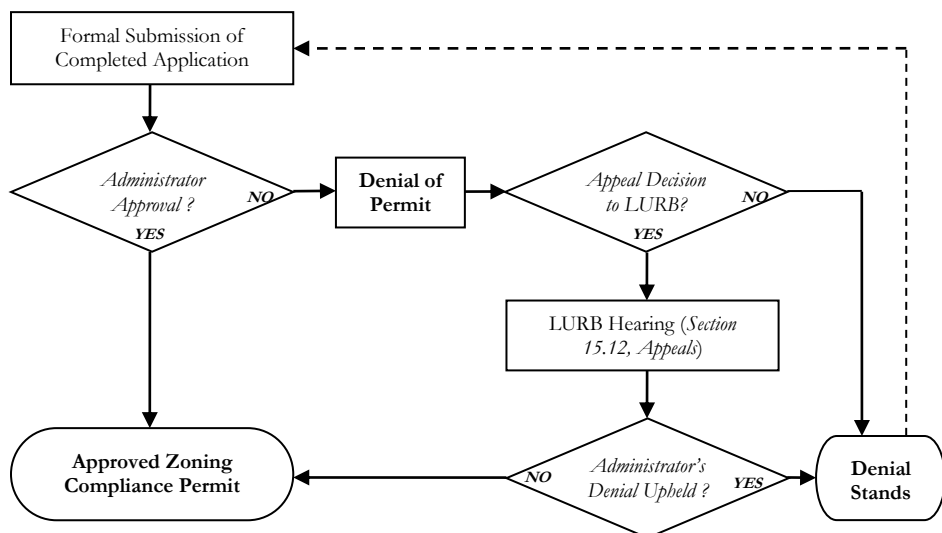 Formal Submission of
Completed Application
Administrator
Approval ?
NO
YES
Denial of
Permit
Appeal Decision
to LURB?
NO
YES
LURB Hearing (Section
15.12, Appeals)
Approved Zoning
Compliance Permit
Administrator's
Denial Upheld ?
NO
YES
Denial
Stands